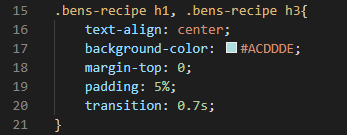 15 .bens-recipe h1, .bens-recipe h3{
16 text-align: center;
17 background-color: #ACDDDE;
18 margin-top: 0;
19 padding: 5%;
20 transition: 0.7s;
21 }